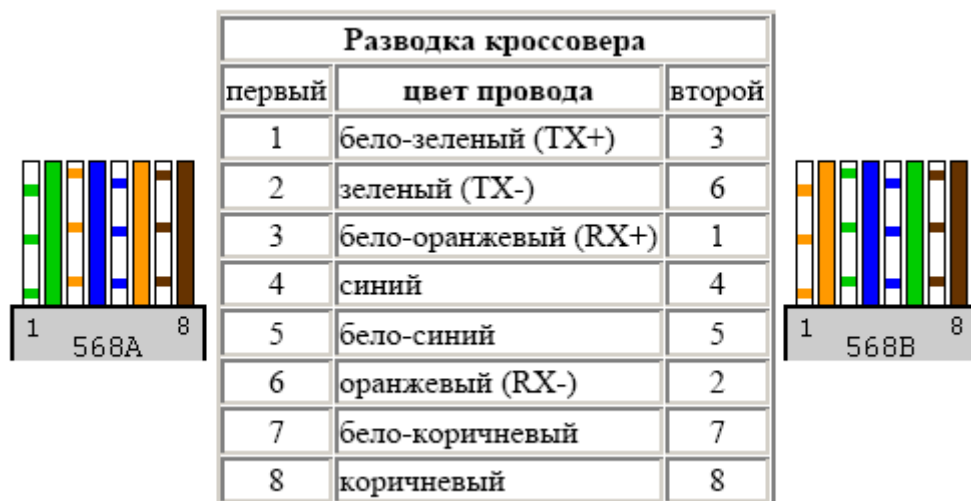 Разводка кроссовера
первый цвет провода второй
1 бело-зеленый (TX+) 3
2 зеленый (TX-) 6
3 бело-оранжевый (RX+) 1
4 синий 4
5 бело-синий 5
6 оранжевый (RX-) 2
7 бело-коричневый 7
8 коричневый 8
1 8
568A
1 8
568B